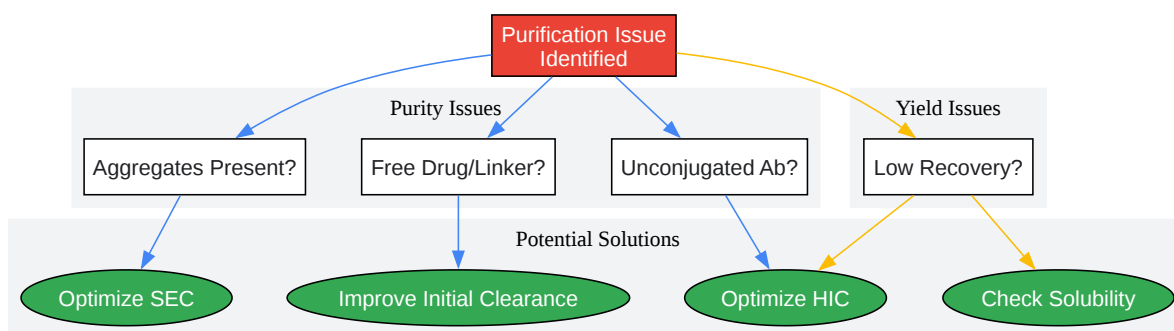 Purification Issue
Identified
Purity Issues
Yield Issues
Aggregates Present?
Free Drug/Linker?
Unconjugated Ab?
Low Recovery?
Potential Solutions
Optimize SEC
Improve Initial Clearance
Optimize HIC
Check Solubility